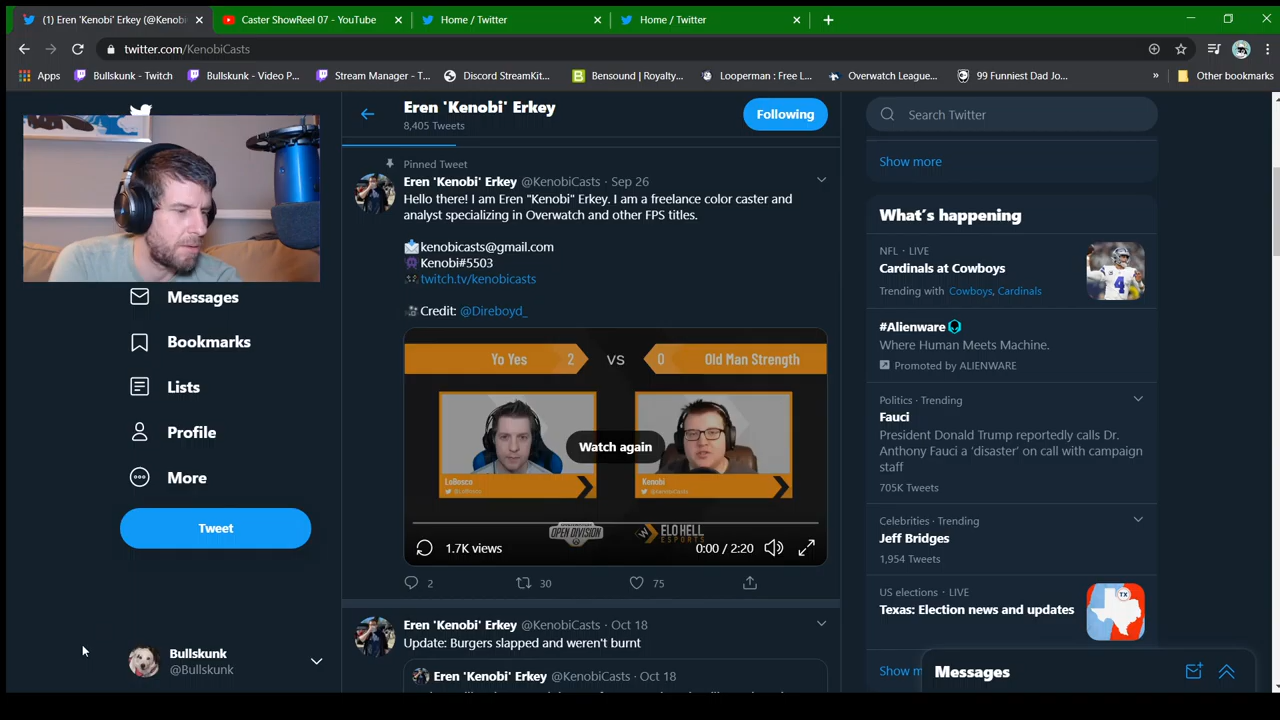 (1) Eren 'Kenobi' Erkey (@Kenobi
Caster ShowReel 07 - YouTube
Home / Twitter
Home / Twitter
twitter.com/KenobiCasts
Apps
Bullskunk - Twitch
Bullskunk - Video P...
Stream Manager - T...
Discord StreamKit...
Bensound | Royalty...
Looperman : Free L...
Overwatch League...
99 Funniest Dad Jo...
»
Other bookmarks
Messages
Bookmarks
Lists
Profile
More
Tweet
Bullskunk
@Bullskunk
Eren 'Kenobi' Erkey
8,405 Tweets
Following
Pinned Tweet
Eren 'Kenobi' Erkey @KenobiCasts · Sep 26
Hello there! I am Eren "Kenobi" Erkey. I am a freelance color caster and
analyst specializing in Overwatch and other FPS titles.
kenobicasts@gmail.com
Kenobi#5503
twitch.tv/kenobicasts
Credit: @Direboyd_
Yo Yes 2 VS 0 Old Man Strength
Watch again
LoBosco
Kenobi
@KenobiCasts
OPEN DIVISION
ELO HELL
ESPORTS
1.7K views
0:00 / 2:20
2
30
75
Eren 'Kenobi' Erkey @KenobiCasts · Oct 18
Update: Burgers slapped and weren't burnt
Eren 'Kenobi' Erkey @KenobiCasts · Oct 18
Search Twitter
Show more
What's happening
NFL · LIVE
Cardinals at Cowboys
Trending with Cowboys, Cardinals
4
#Alienware
Where Human Meets Machine.
Promoted by ALIENWARE
Politics · Trending
Fauci
President Donald Trump reportedly calls Dr.
Anthony Fauci a 'disaster' on call with campaign
staff
705K Tweets
Celebrities · Trending
Jeff Bridges
1,954 Tweets
US elections · LIVE
Texas: Election news and updates
TX
Show m
Messages